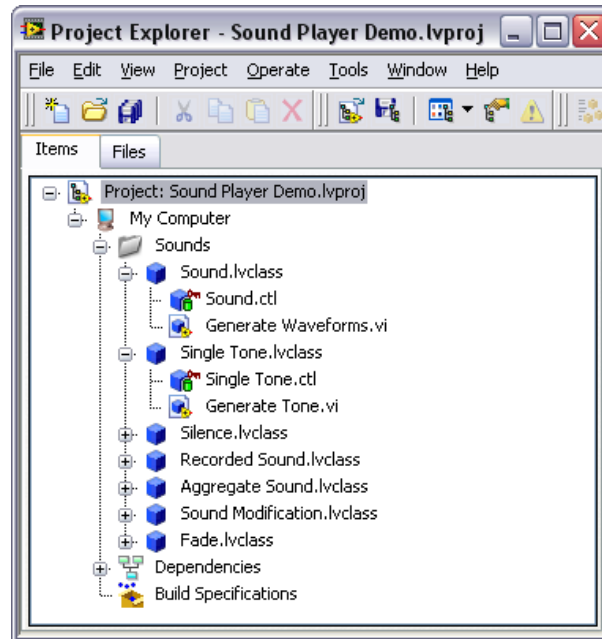 Project Explorer - Sound Player Demo.lvproj
File Edit View Project Operate Tools Window Help
Items Files
Project: Sound Player Demo.lvproj
My Computer
Sounds
Sound.lvclass
Sound.ctl
Generate Waveforms.vi
Single Tone.lvclass
Single Tone.ctl
Generate Tone.vi
Silence.lvclass
Recorded Sound.lvclass
Aggregate Sound.lvclass
Sound Modification.lvclass
Fade.lvclass
Dependencies
Build Specifications